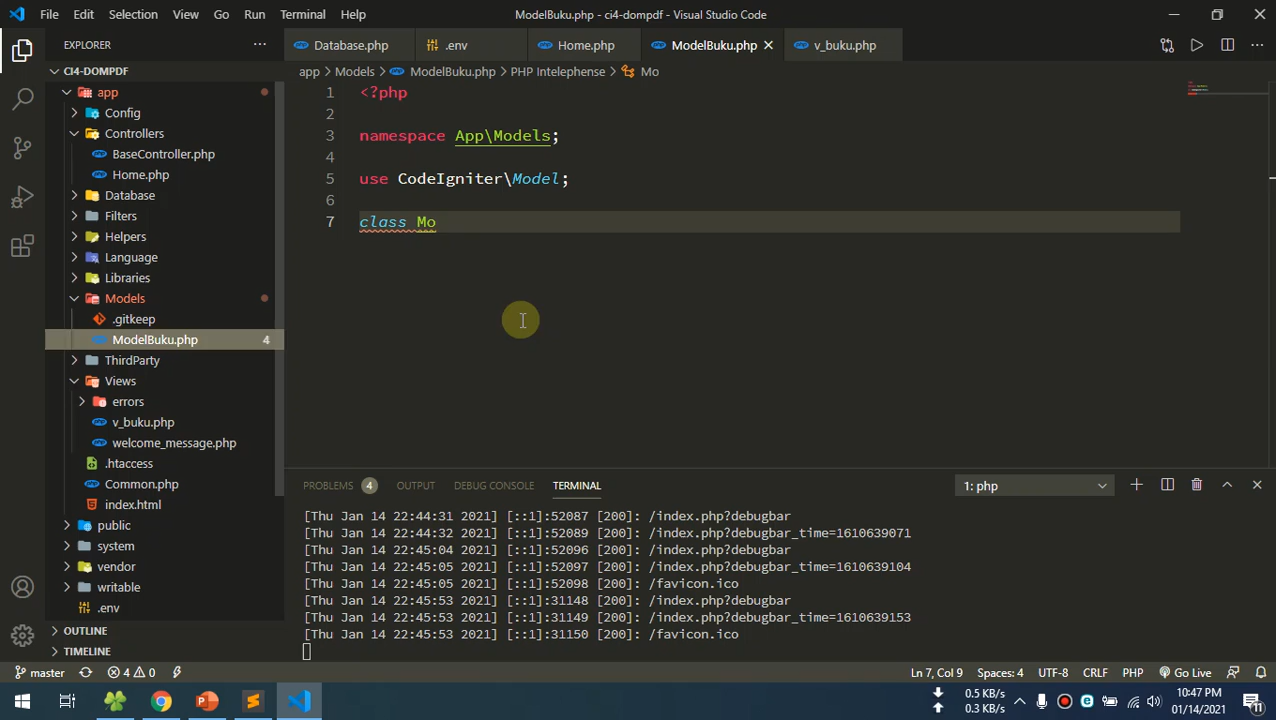 File Edit Selection View Go Run Terminal Help ModelBuku.php - ci4-dompdf - Visual Studio Code
EXPLORER
Database.php .env Home.php ModelBuku.php v_buku.php
CI4-DOMPDF
app > Models > ModelBuku.php > PHP Intelephense > Mo
app
Config
Controllers
BaseController.php
Home.php
Database
Filters
Helpers
Language
Libraries
Models
.gitkeep
ModelBuku.php 4
ThirdParty
Views
errors
v_buku.php
welcome_message.php
.htaccess
Common.php
index.html
public
system
vendor
writable
.env
OUTLINE
TIMELINE
1 <?php
2
3 namespace App\Models;
4
5 use CodeIgniter\Model;
6
7 class Mo
PROBLEMS 4 OUTPUT DEBUG CONSOLE TERMINAL 1: php
[Thu Jan 14 22:44:31 2021] [::1]:52087 [200]: /index.php?debugbar
[Thu Jan 14 22:44:32 2021] [::1]:52089 [200]: /index.php?debugbar_time=1610639071
[Thu Jan 14 22:45:04 2021] [::1]:52096 [200]: /index.php?debugbar
[Thu Jan 14 22:45:05 2021] [::1]:52097 [200]: /index.php?debugbar_time=1610639104
[Thu Jan 14 22:45:05 2021] [::1]:52098 [200]: /favicon.ico
[Thu Jan 14 22:45:53 2021] [::1]:31148 [200]: /index.php?debugbar
[Thu Jan 14 22:45:53 2021] [::1]:31149 [200]: /index.php?debugbar_time=1610639153
[Thu Jan 14 22:45:53 2021] [::1]:31150 [200]: /favicon.ico
master 4 0 Ln 7, Col 9 Spaces: 4 UTF-8 CRLF PHP Go Live
0.5 KB/s
0.3 KB/s
10:47 PM
01/14/2021
11